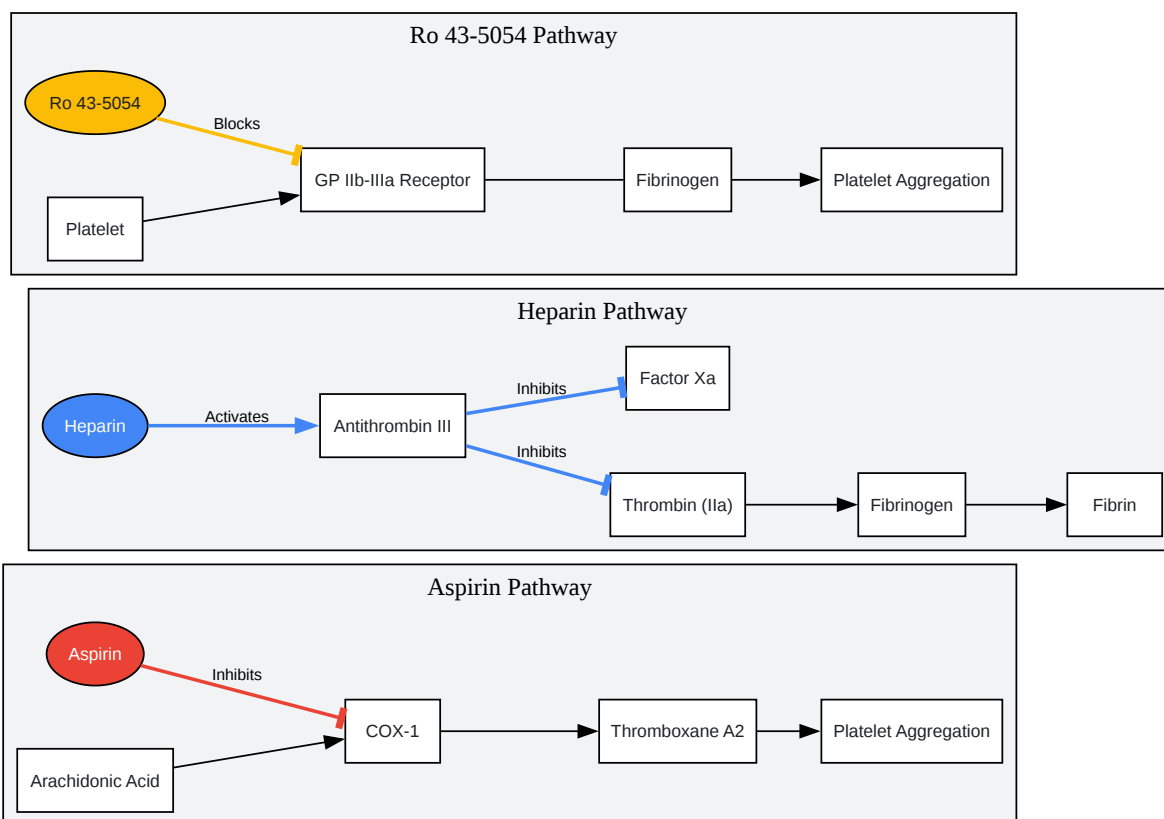 Ro 43-5054 Pathway
Ro 43-5054
Blocks
GP IIb-IIIa Receptor
Fibrinogen
Platelet Aggregation
Platelet
Heparin Pathway
Heparin
Activates
Antithrombin III
Inhibits
Factor Xa
Inhibits
Thrombin (IIa)
Fibrinogen
Fibrin
Aspirin Pathway
Aspirin
Inhibits
COX-1
Thromboxane A2
Platelet Aggregation
Arachidonic Acid